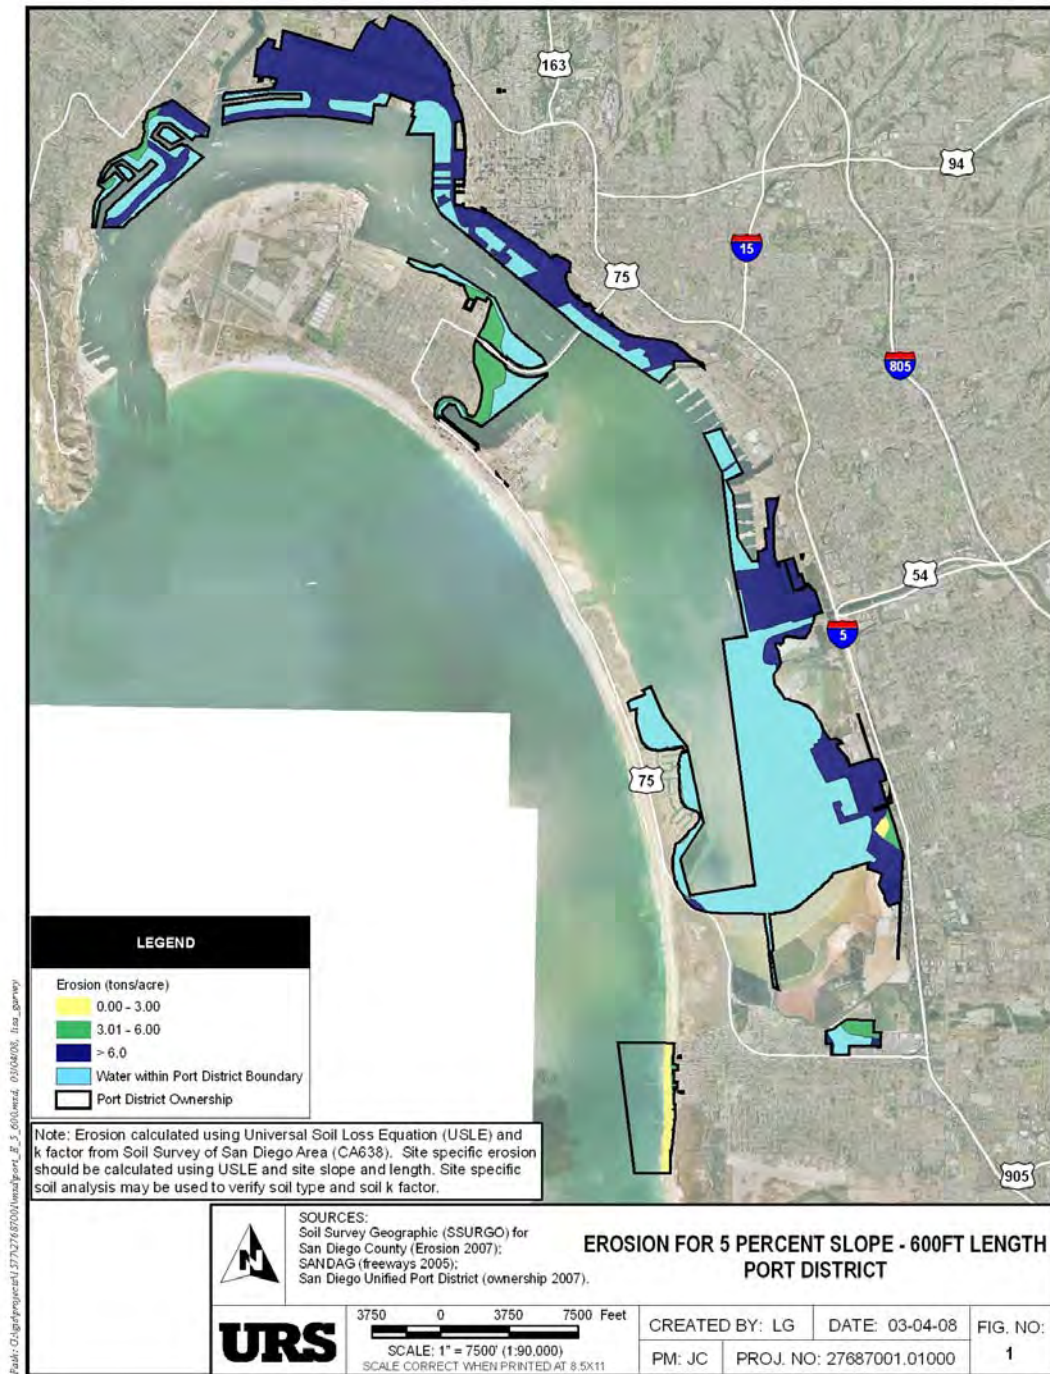 163
94
15
75
805
54
5
75
905
LEGEND
Erosion (tons/acre)
0.00 - 3.00
3.01 - 6.00
> 6.0
Water within Port District Boundary
Port District Ownership
Note: Erosion calculated using Universal Soil Loss Equation (USLE) and
k factor from Soil Survey of San Diego Area (CA638). Site specific erosion
should be calculated using USLE and site slope and length. Site specific
soil analysis may be used to verify soil type and soil k factor.
N
SOURCES:
Soil Survey Geographic (SSURGO) for
San Diego County (Erosion 2007);
SANDAG (freeways 2005);
San Diego Unified Port District (ownership 2007).
EROSION FOR 5 PERCENT SLOPE - 600FT LENGTH
PORT DISTRICT
URS
3750 0 3750 7500 Feet
SCALE: 1" = 7500' (1:90,000)
SCALE CORRECT WHEN PRINTED AT 8.5X11
CREATED BY: LG
DATE: 03-04-08
FIG. NO:
1
PM: JC
PROJ. NO: 27687001.01000